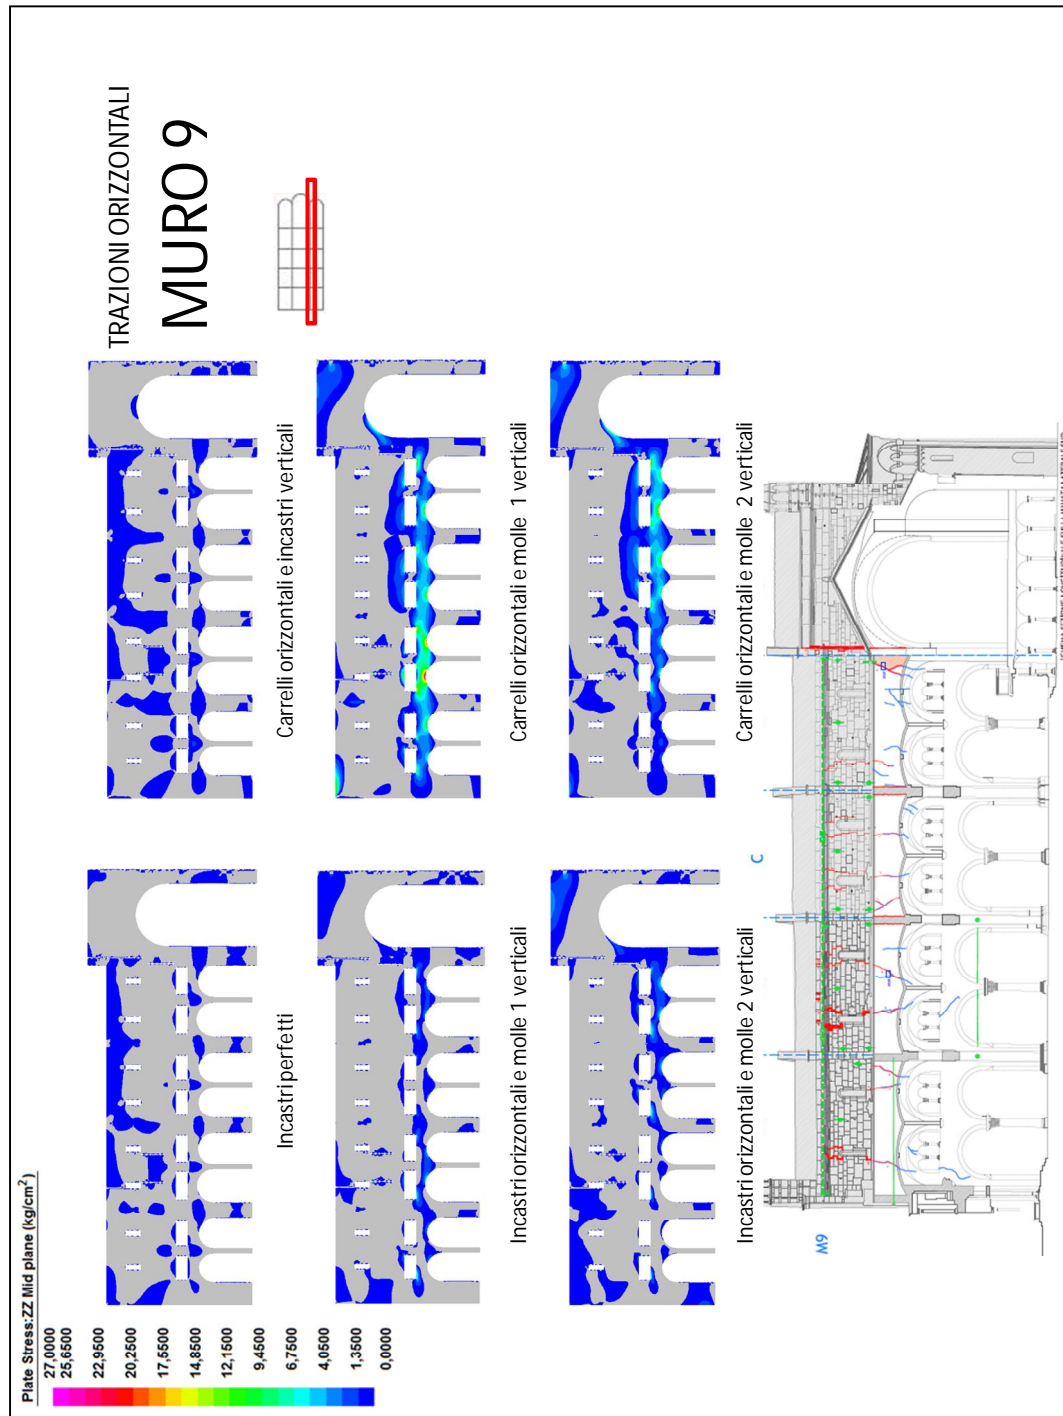 TRAZIONI ORIZZONTALI
MURO 9
Plate Stress:ZZ Mid plane (kg/cm²)
27,0000
25,6500
22,9500
20,2500
17,5500
14,8500
12,1500
9,4500
6,7500
4,0500
1,3500
0,0000
Incastri perfetti
Carrelli orizzontali e incastri verticali
Incastri orizzontali e molle 1 verticali
Carrelli orizzontali e molle 1 verticali
Incastri orizzontali e molle 2 verticali
Carrelli orizzontali e molle 2 verticali
M9
C